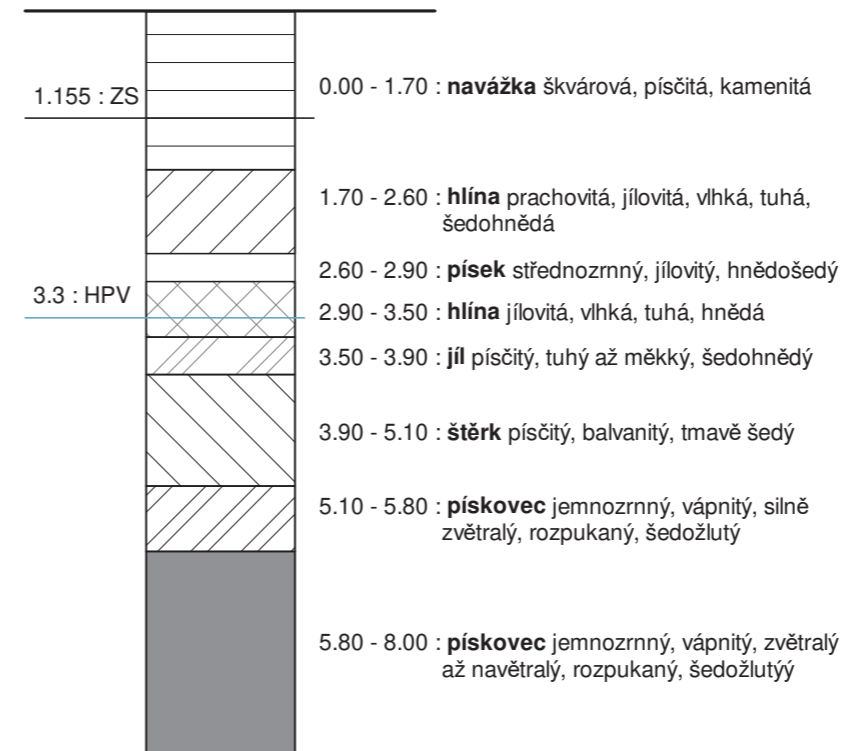 1.155 : ZS
0.00 - 1.70 : navážka škvárová, písčitá, kamenitá
1.70 - 2.60 : hlína prachovitá, jílovitá, vlhká, tuhá,
šedohnědá
2.60 - 2.90 : písek střednozrnný, jílovitý, hnědošedý
3.3 : HPV
2.90 - 3.50 : hlína jílovitá, vlhká, tuhá, hnědá
3.50 - 3.90 : jíl písčitý, tuhý až měkký, šedohnědý
3.90 - 5.10 : štěrk písčitý, balvanitý, tmavě šedý
5.10 - 5.80 : pískovec jemnozrnný, vápnitý, silně
zvětralý, rozpukaný, šedožlutý
5.80 - 8.00 : pískovec jemnozrnný, vápnitý, zvětralý
až navětralý, rozpukaný, šedožlutýý